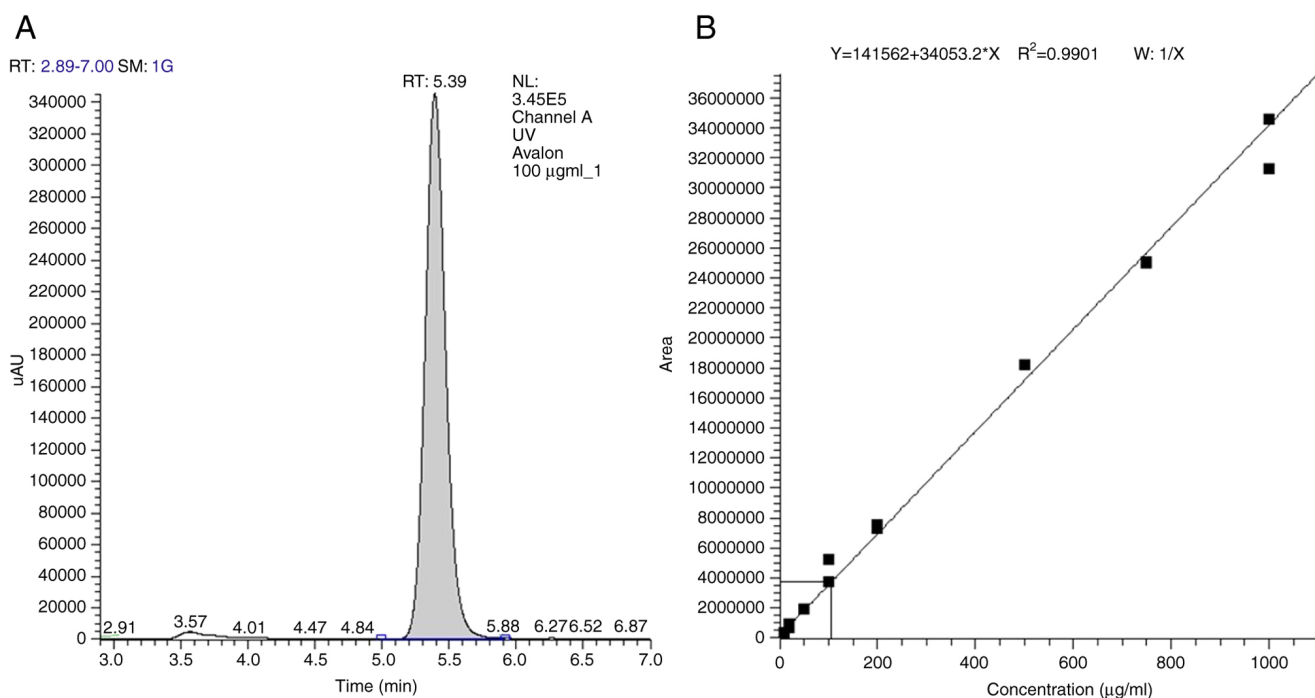 A
RT: 2.89-7.00 SM: 1G
RT: 5.39
NL:
3.45E5
Channel A
UV
Avalon
100 µgml_1
340000
320000
300000
280000
260000
240000
220000
200000
180000
160000
140000
120000
100000
80000
60000
40000
20000
0
uAU
2.91 3.57 4.01 4.47 4.84 5.88 6.27 6.52 6.87
3.0 3.5 4.0 4.5 5.0 5.5 6.0 6.5 7.0
Time (min)
B
Y=141562+34053.2*X R²=0.9901 W: 1/X
36000000
34000000
32000000
30000000
28000000
26000000
24000000
22000000
20000000
18000000
16000000
14000000
12000000
10000000
8000000
6000000
4000000
2000000
0
Area
0 200 400 600 800 1000
Concentration (µg/ml)